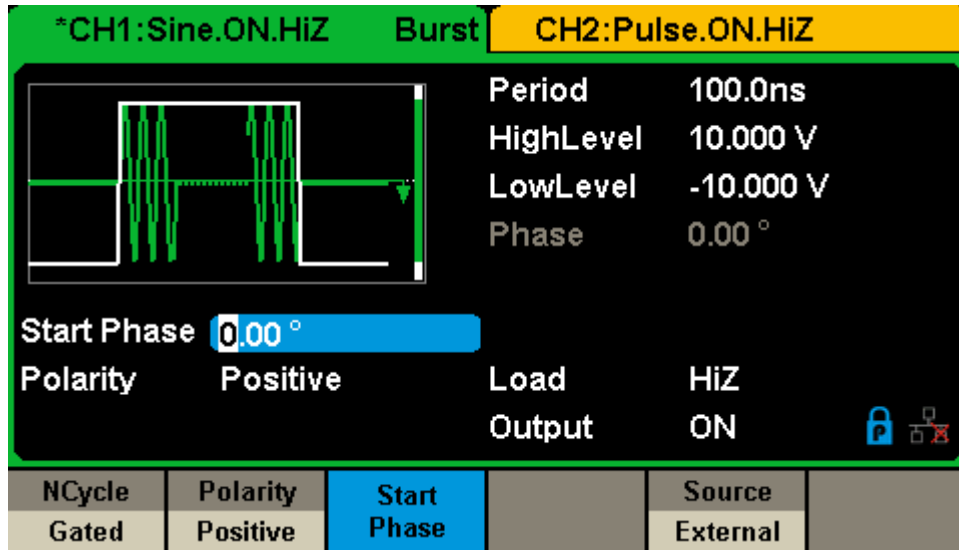 *CH1:Sine.ON.HiZ Burst CH2:Pulse.ON.HiZ
Period 100.0ns
HighLevel 10.000 V
LowLevel -10.000 V
Phase 0.00 °
Start Phase 0.00 °
Polarity Positive
Load HiZ
Output ON
P
NCycle Polarity Start Phase Source
Gated Positive External